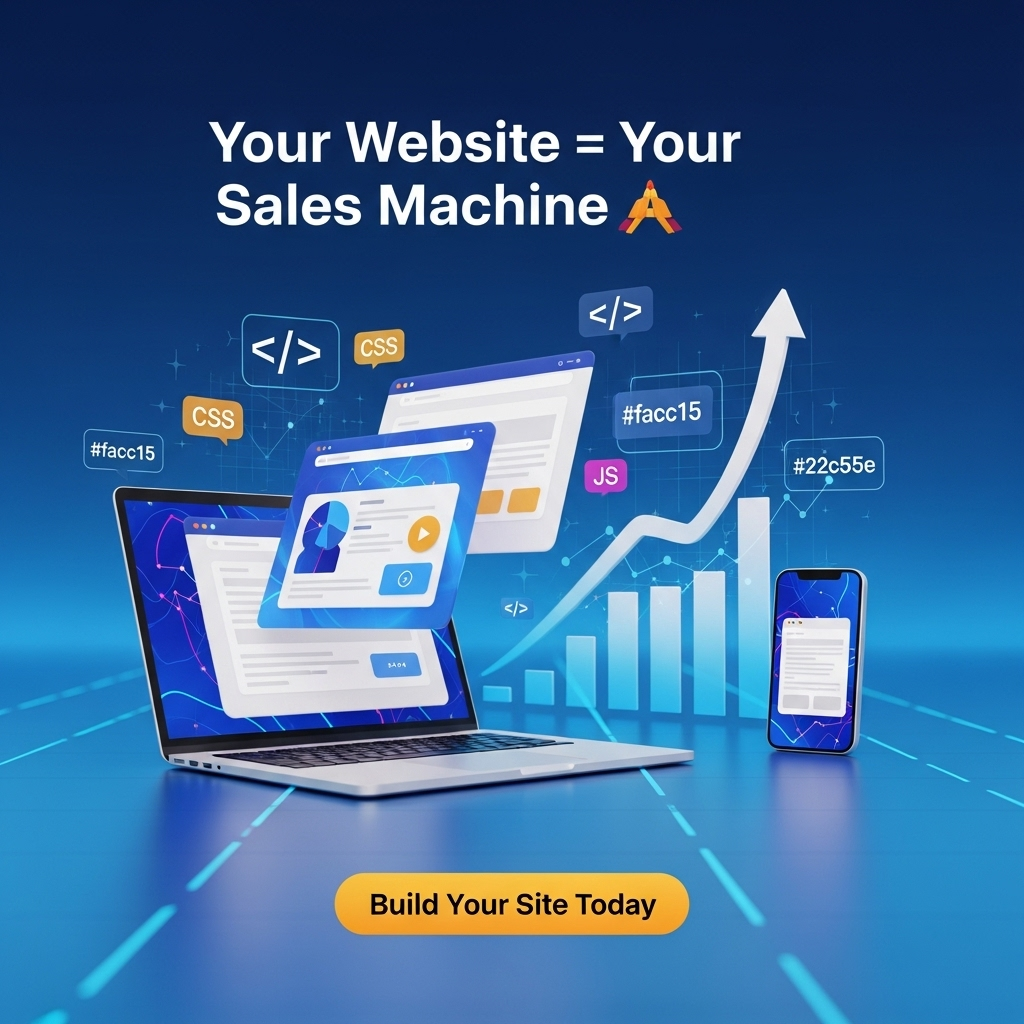 Your Website = Your
Sales Machine
</>
</>
CSS
CSS
#facc15
#facc15
JS
#22c55e
</>
Build Your Site Today